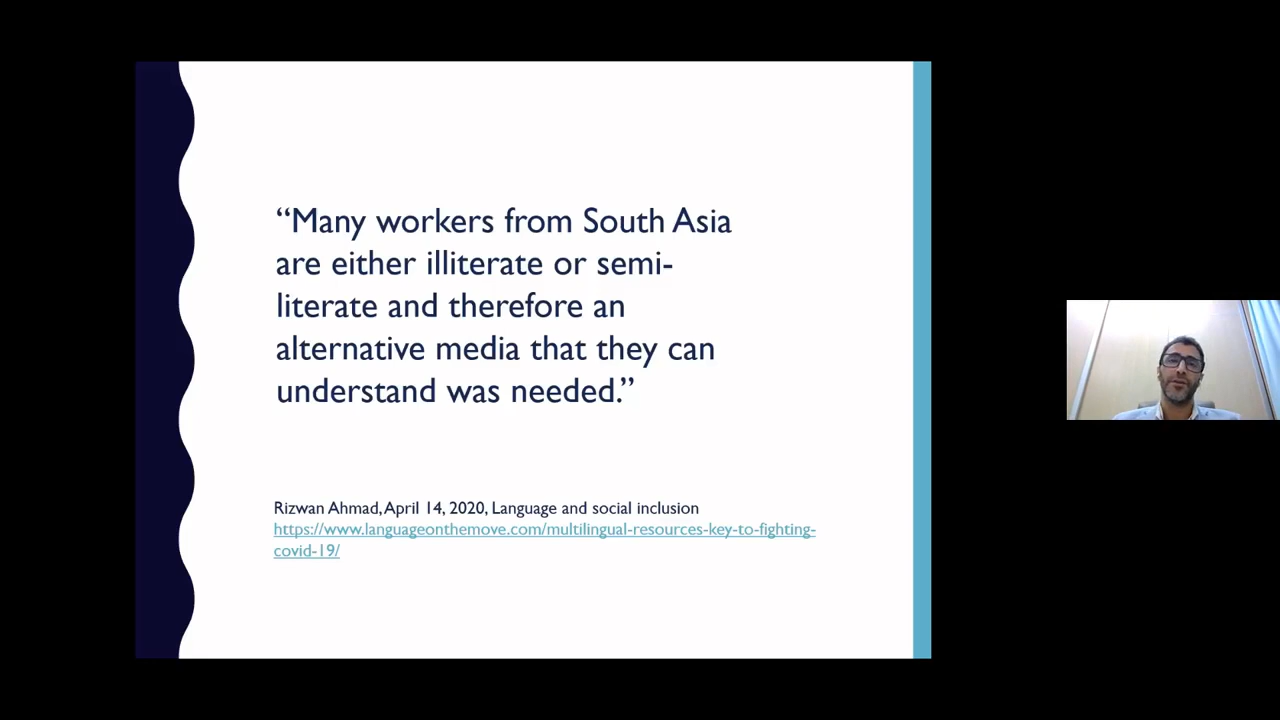 “Many workers from South Asia
are either illiterate or semi-
literate and therefore an
alternative media that they can
understand was needed.”
Rizwan Ahmad, April 14, 2020, Language and social inclusion
https://www.languageonthemove.com/multilingual-resources-key-to-fighting-
covid-19/